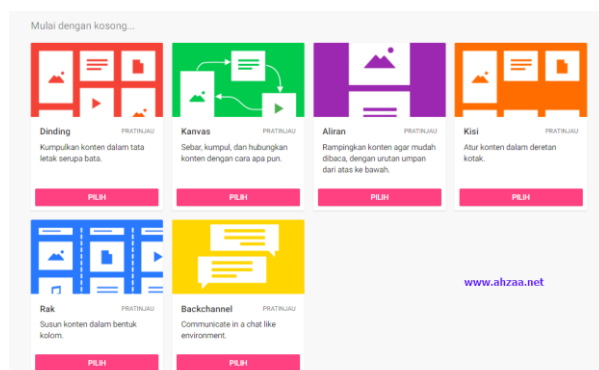 Mulai dengan kosong...
Dinding PRATINJAU
Kumpulkan konten dalam tata
letak serupa bata.
PILIH
Kanvas PRATINJAU
Sebar, kumpul, dan hubungkan
konten dengan cara apa pun.
PILIH
Aliran PRATINJAU
Rampingkan konten agar mudah
dibaca, dengan urutan umpan
dari atas ke bawah.
PILIH
Kisi PRATINJAU
Atur konten dalam deretan
kotak.
PILIH
Rak PRATINJAU
Susun konten dalam bentuk
kolom.
PILIH
Backchannel PRATINJAU
Communicate in a chat like
environment.
PILIH
www.ahzaa.net